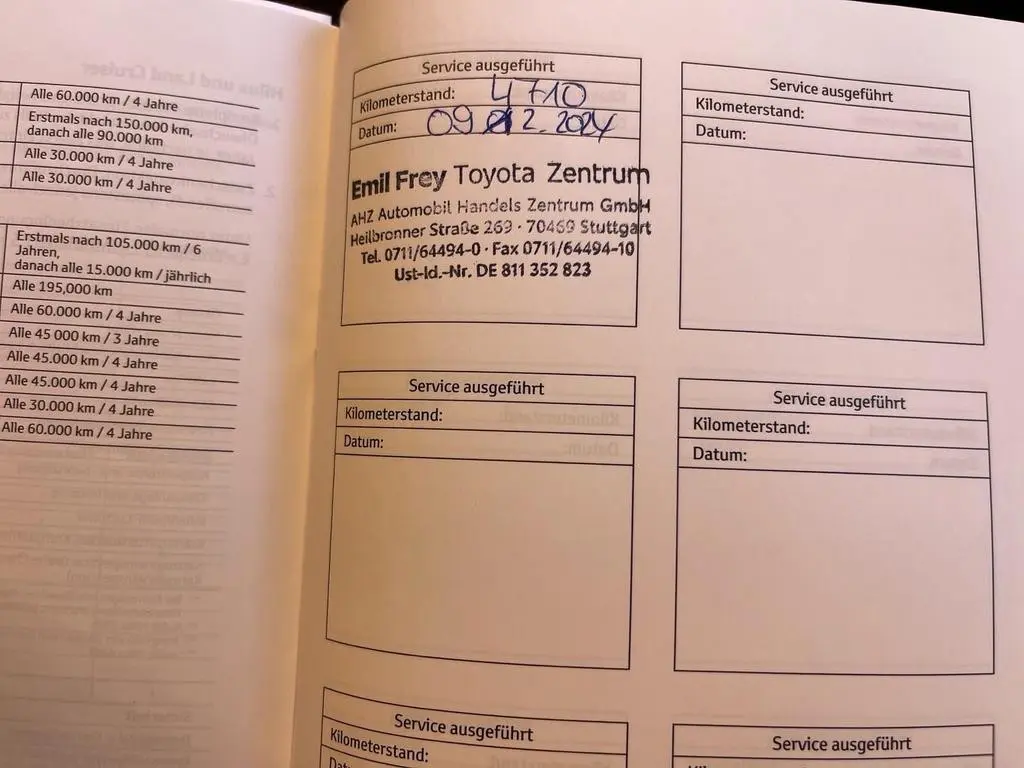 Alle 60.000 km / 4 Jahre
Erstmals nach 150.000 km,
danach alle 90.000 km
Alle 30.000 km / 4 Jahre
Alle 30.000 km / 4 Jahre
Erstmals nach 105.000 km / 6
Jahren,
danach alle 15.000 km / jährlich
Alle 195,000 km
Alle 60.000 km / 4 Jahre
Alle 45 000 km / 3 Jahre
Alle 45.000 km / 4 Jahre
Alle 45.000 km / 4 Jahre
Alle 30.000 km / 4 Jahre
Alle 60.000 km / 4 Jahre
Service ausgeführt
Kilometerstand: 4710
Datum: 09 12. 2024
Emil Frey Toyota Zentrum
AHZ Automobil Handels Zentrum GmbH
Heilbronner Straße 269 · 70469 Stuttgart
Tel. 0711/64494-0 · Fax 0711/64494-10
Ust-Id.-Nr. DE 811 352 823
Service ausgeführt
Kilometerstand:
Datum:
Service ausgeführt
Kilometerstand:
Datum:
Service ausgeführt
Kilometerstand:
Datum:
Service ausgeführt
Kilometerstand:
Service ausgeführt